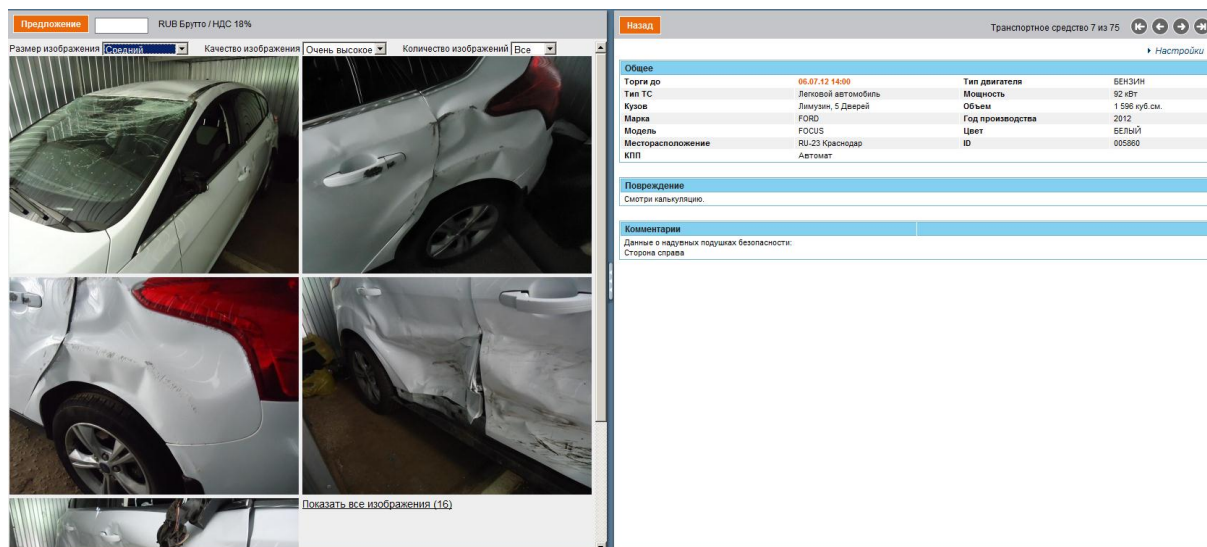 Предложение RUB Брутто / НДС 18%
Размер изображения Средний Качество изображения Очень высокое Количество изображений Все
Показать все изображения (16)
Назад Транспортное средство 7 из 75
Настройки
Общее
Торги до 06.07.12 14:00 Тип двигателя БЕНЗИН
Тип ТС Легковой автомобиль Мощность 92 кВт
Кузов Лимузин, 5 Дверей Объем 1 596 куб.см.
Марка FORD Год производства 2012
Модель FOCUS Цвет БЕЛЫЙ
Месторасположение RU-23 Краснодар ID 005860
КПП Автомат
Повреждение
Смотри калькуляцию.
Комментарии
Данные о надувных подушках безопасности:
Сторона справа